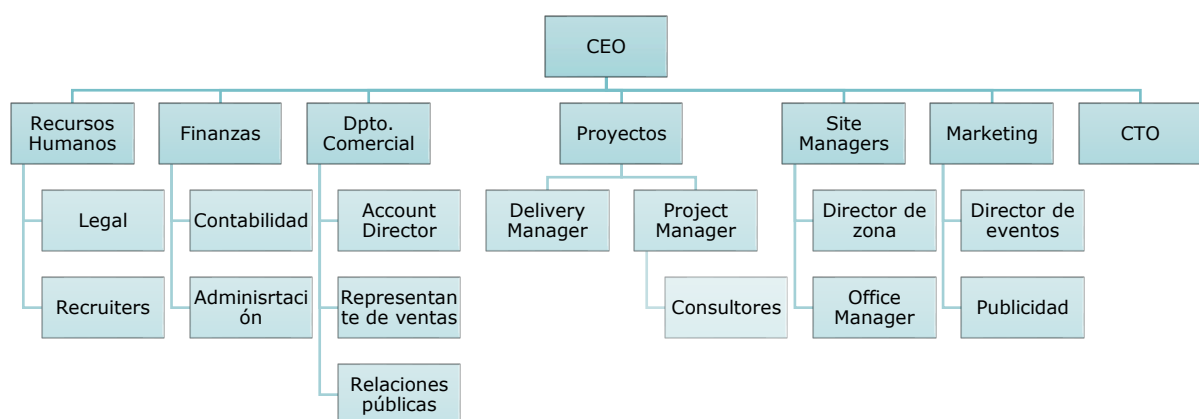 CEO
Recursos
Humanos
Finanzas
Dpto.
Comercial
Proyectos
Site
Managers
Marketing
CTO
Legal
Contabilidad
Account
Director
Delivery
Manager
Project
Manager
Director de
zona
Director de
eventos
Recruiters
Adminisrtaci
ón
Representan
te de ventas
Consultores
Office
Manager
Publicidad
Relaciones
públicas